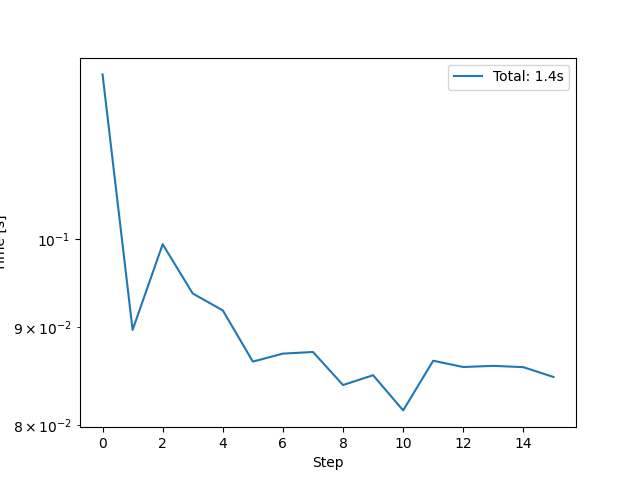 Total: 1.4s
Time [s]
10⁻¹
9 × 10⁻²
8 × 10⁻²
0 2 4 6 8 10 12 14
Step